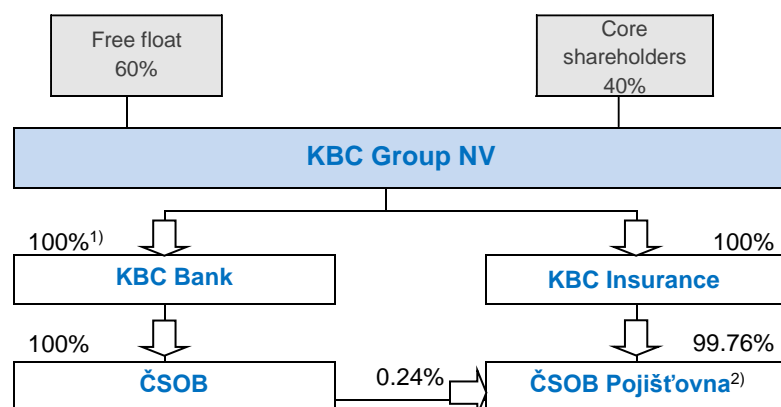 Free float
60%
Core
shareholders
40%
KBC Group NV
100%1)
100%
KBC Bank
KBC Insurance
100%
99.76%
ČSOB
0.24%
ČSOB Pojišťovna2)